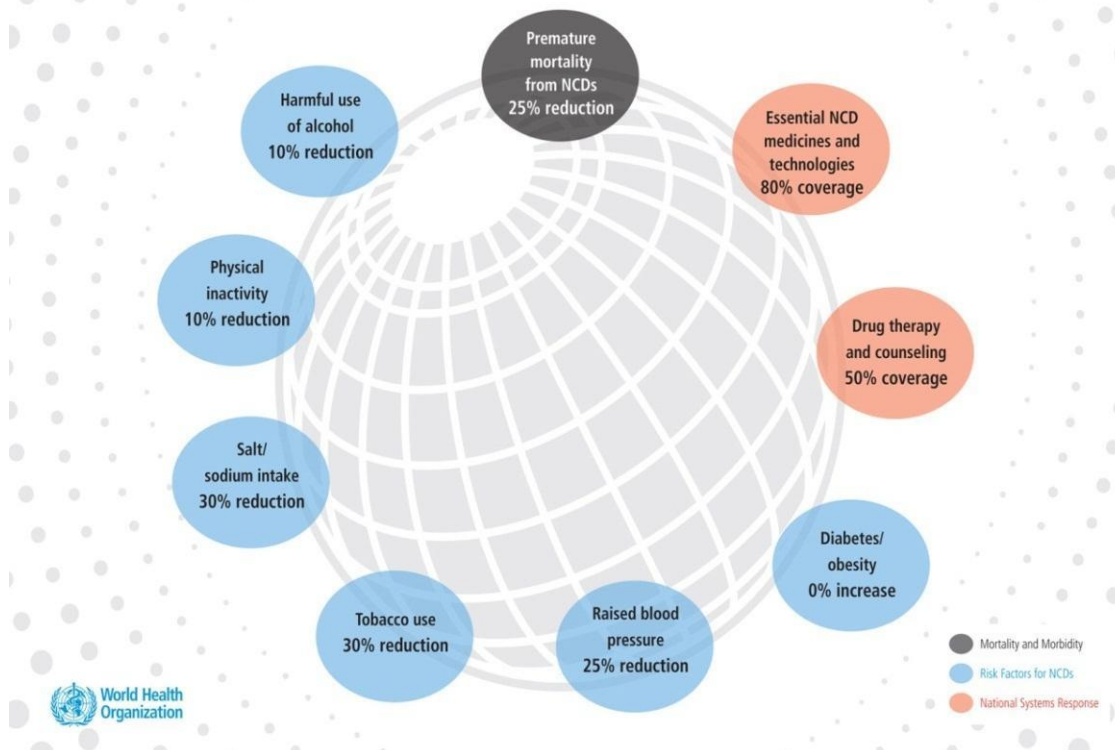 Premature
mortality
from NCDs
25% reduction
Harmful use
of alcohol
10% reduction
Essential NCD
medicines and
technologies
80% coverage
Physical
inactivity
10% reduction
Drug therapy
and counseling
50% coverage
Salt/
sodium intake
30% reduction
Diabetes/
obesity
0% increase
Tobacco use
30% reduction
Raised blood
pressure
25% reduction
Mortality and Morbidity
Risk Factors for NCDs
National Systems Response
World Health
Organization